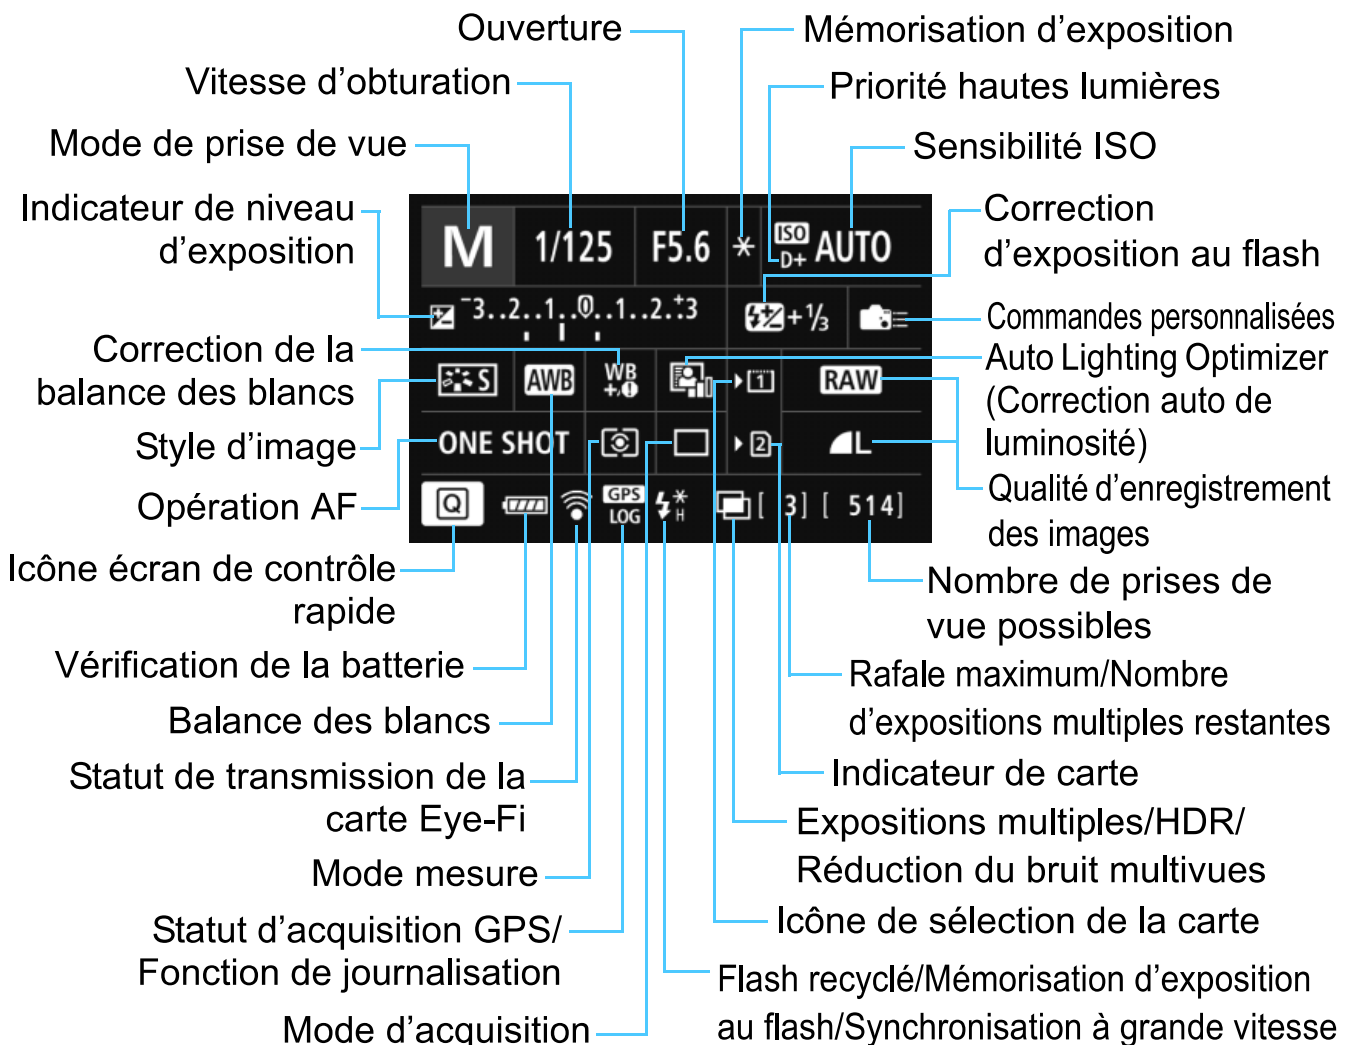 Ouverture
Mémorisation d'exposition
Vitesse d'obturation
Priorité hautes lumières
Mode de prise de vue
Sensibilité ISO
Indicateur de niveau
d'exposition
Correction
d'exposition au flash
M 1/125 F5.6 * ISO D+ AUTO
-3..2..1..0..1..2.+3 +1/3
Commandes personnalisées
Correction de la
balance des blancs
Auto Lighting Optimizer
(Correction auto de
luminosité)
S AWB WB +/- 1 RAW
Style d'image
ONE SHOT 2 L
Opération AF
Qualité d'enregistrement
des images
Q GPS LOG * H [ 3] [ 514]
Icône écran de contrôle
rapide
Nombre de prises de
vue possibles
Vérification de la batterie
Rafale maximum/Nombre
d'expositions multiples restantes
Balance des blancs
Statut de transmission de la
carte Eye-Fi
Indicateur de carte
Expositions multiples/HDR/
Réduction du bruit multivues
Mode mesure
Icône de sélection de la carte
Statut d'acquisition GPS/
Fonction de journalisation
Flash recyclé/Mémorisation d'exposition
au flash/Synchronisation à grande vitesse
Mode d'acquisition